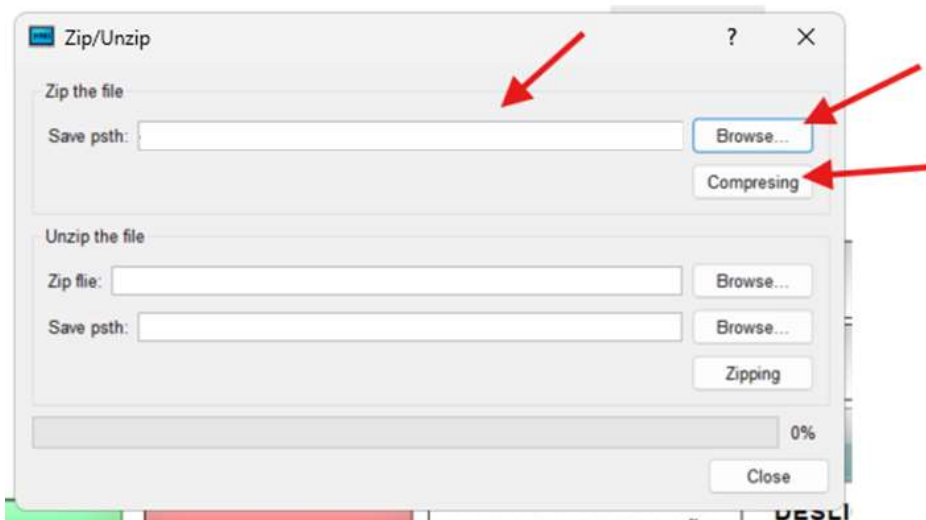 Zip/Unzip ?
Zip the file
Save psth: Browse...
Compresing
Unzip the file
Zip flie: Browse...
Save psth: Browse...
Zipping
0%
Close
DESLI